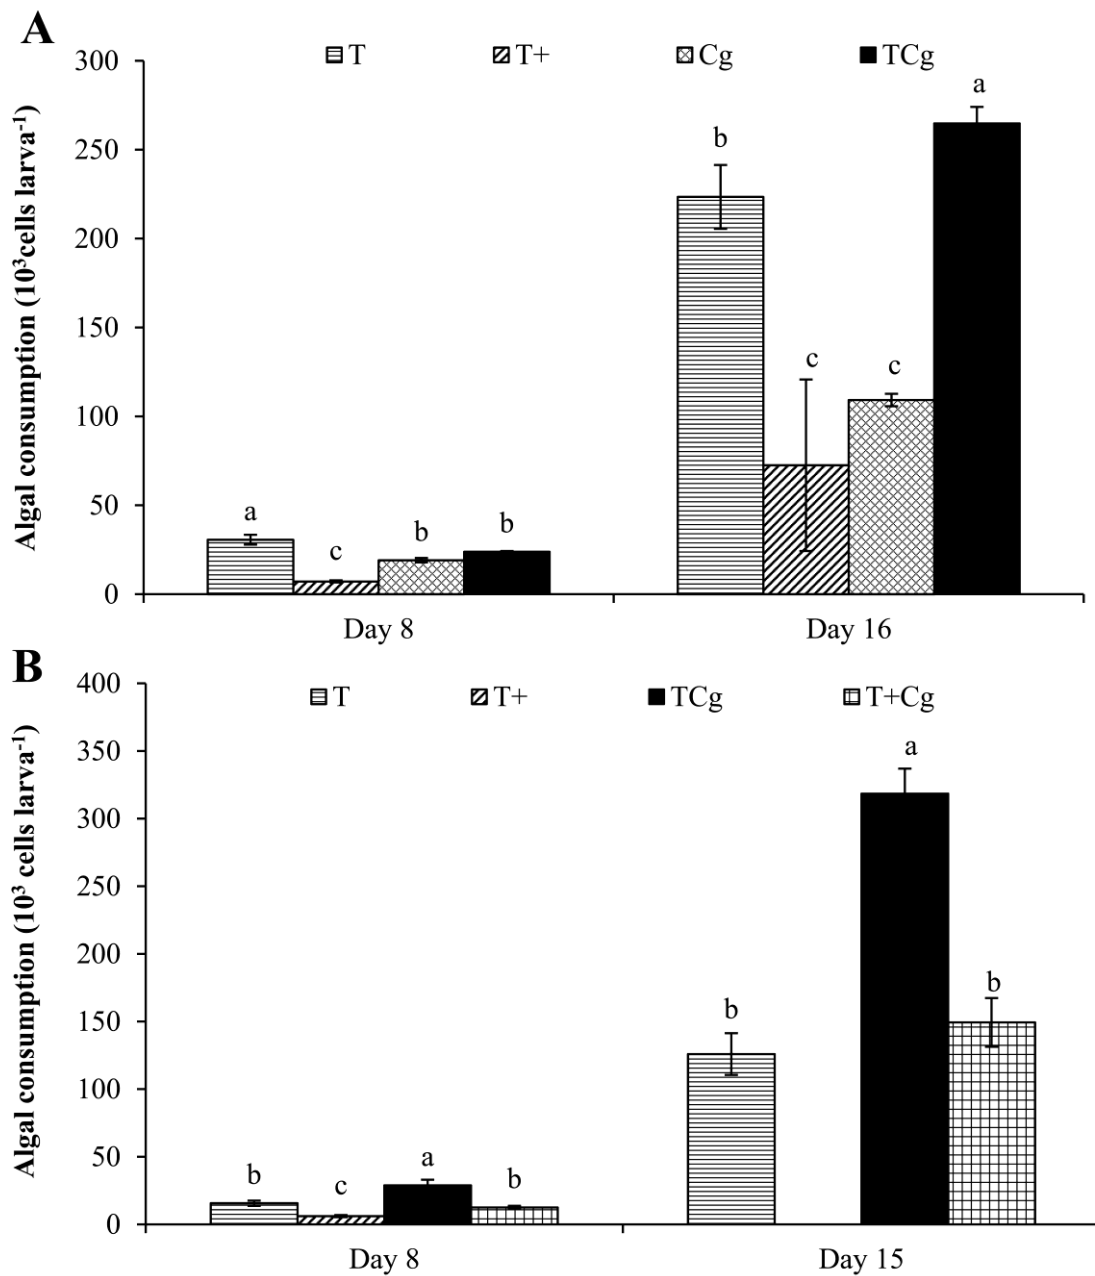 A
T T+ Cg TCg
Algal consumption (10³cells larva⁻¹)
300
250
200
150
100
50
0
a
c
b
b
b
c
c
a
Day 8 Day 16
B
T T+ TCg T+Cg
Algal consumption (10³ cells larva⁻¹)
400
350
300
250
200
150
100
50
0
b
c
a
b
b
a
b
Day 8 Day 15